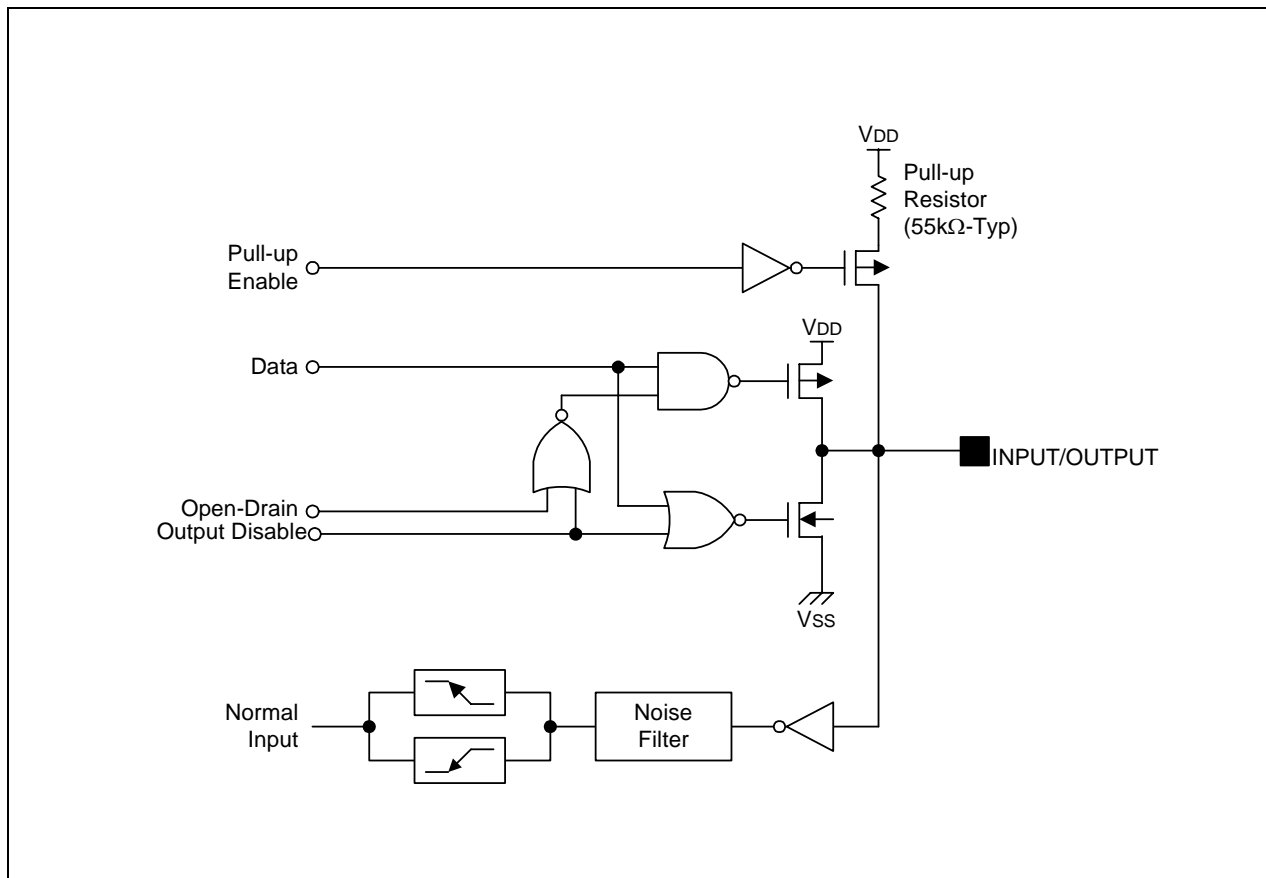 VDD
Pull-up
Resistor
(55kΩ-Typ)
Pull-up
Enable
VDD
Data
INPUT/OUTPUT
Open-Drain
Output Disable
VSS
Normal
Input
Noise
Filter